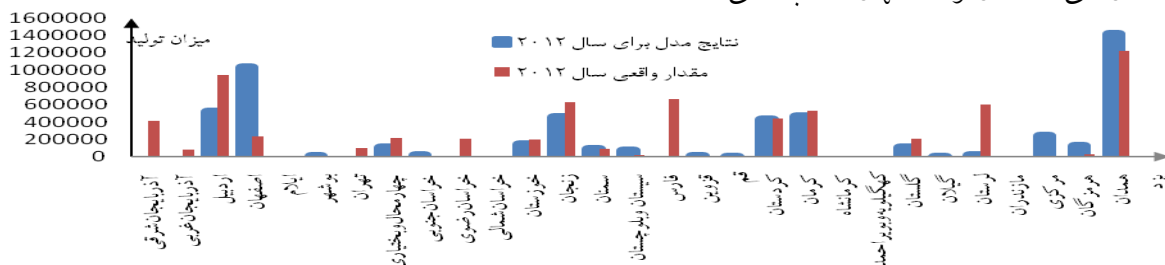 1600000
1400000
1200000
1000000
800000
600000
400000
200000
0
میزان تولید
نتایج مدل برای سال ۲۰۱۲
مقدار واقعی سال ۲۰۱۲
آذربایجان شرقی
آذربایجان غربی
اردبیل
اصفهان
ایلام
بوشهر
تهران
چهارمحال وبختیاری
خراسان جنوبی
خراسان رضوی
خراسان شمالی
خوزستان
زنجان
سمنان
سیستان وبلوچستان
فارس
قزوین
قم
کردستان
کرمان
کرمانشاه
کهگیلویه وبویراحمد
گلستان
گیلان
لرستان
مازندران
مرکزی
هرمزگان
همدان
یزد